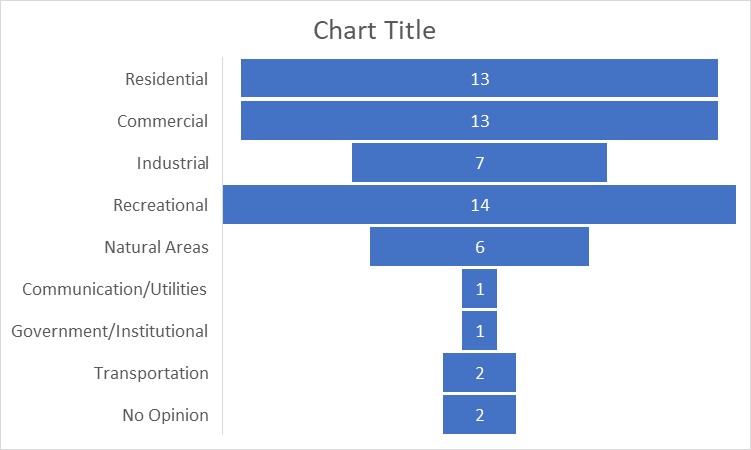 Chart Title
Residential 13
Commercial 13
Industrial 7
Recreational 14
Natural Areas 6
Communication/Utilities 1
Government/Institutional 1
Transportation 2
No Opinion 2